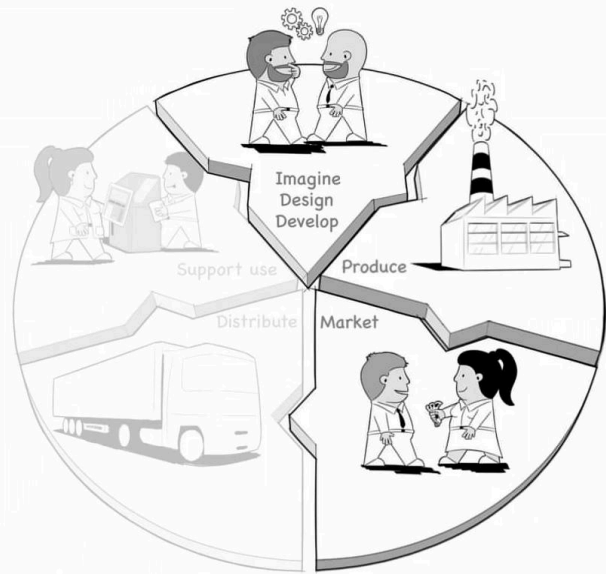 Imagine
Design
Develop
Support use
Produce
Distribute
Market